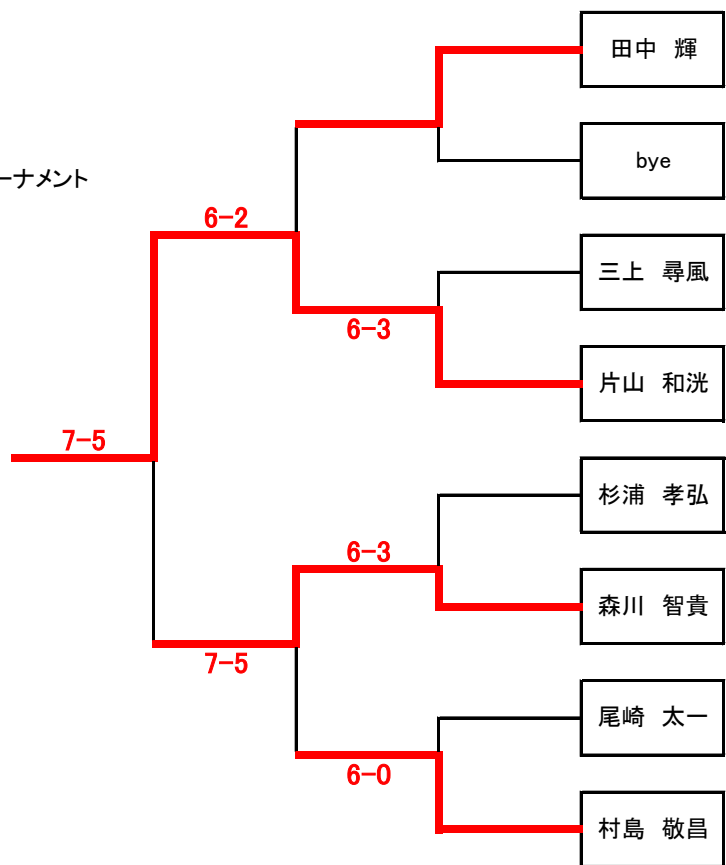 田中　輝
bye
ーナメント
6-2
三上　尋風
6-3
片山　和洸
7-5
杉浦　孝弘
6-3
森川　智貴
7-5
尾崎　太一
6-0
村島　敬昌